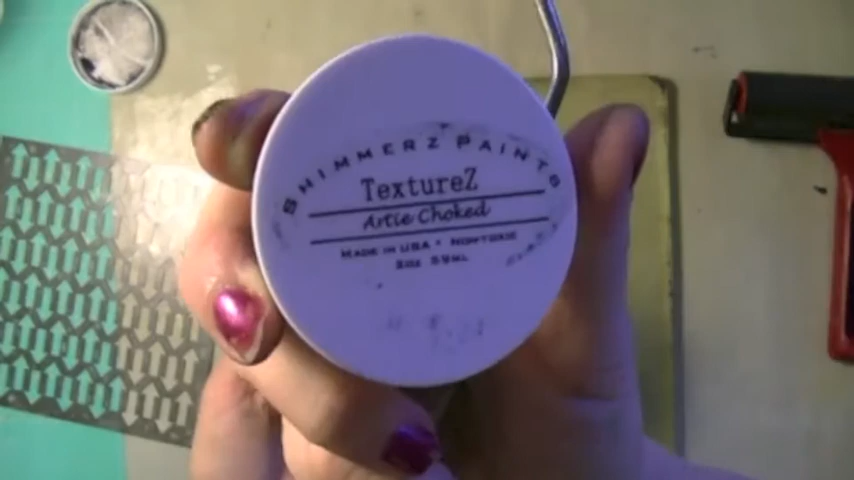 SHIMMERZ PAINTS
TextureZ
Artie Choked
MADE IN USA • NONTOXIC
2OZ 59ML